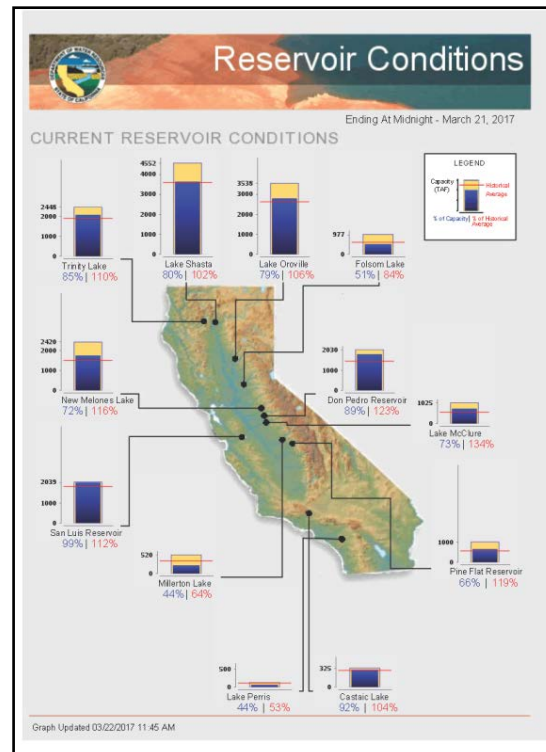 Reservoir Conditions
Ending At Midnight - March 21, 2017
CURRENT RESERVOIR CONDITIONS
LEGEND
Capacity
(TAF)
Historical
Average
% of Capacity | % of Historical
Average
2448
2000
1000
0
Trinity Lake
85% | 110%
4552
4000
3000
2000
1000
0
Lake Shasta
80% | 102%
3538
3000
2000
1000
0
Lake Oroville
79% | 106%
977
0
Folsom Lake
51% | 84%
2420
2000
1000
0
New Melones Lake
72% | 116%
2030
1000
0
Don Pedro Reservoir
89% | 123%
1025
0
Lake McClure
73% | 134%
2039
1000
0
San Luis Reservoir
99% | 112%
520
0
Millerton Lake
44% | 64%
1000
0
Pine Flat Reservoir
66% | 119%
500
0
Lake Perris
44% | 53%
325
0
Castaic Lake
92% | 104%
Graph Updated 03/22/2017 11:45 AM